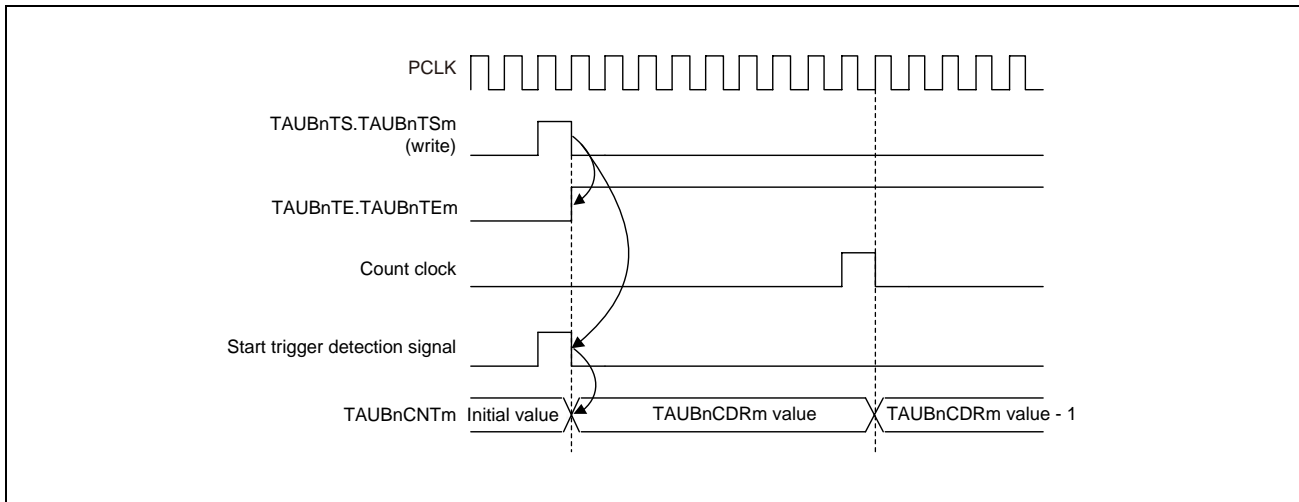 PCLK
TAUBnTS.TAUBnTSm
(write)
TAUBnTE.TAUBnTEm
Count clock
Start trigger detection signal
TAUBnCNTm Initial value TAUBnCDRm value TAUBnCDRm value - 1